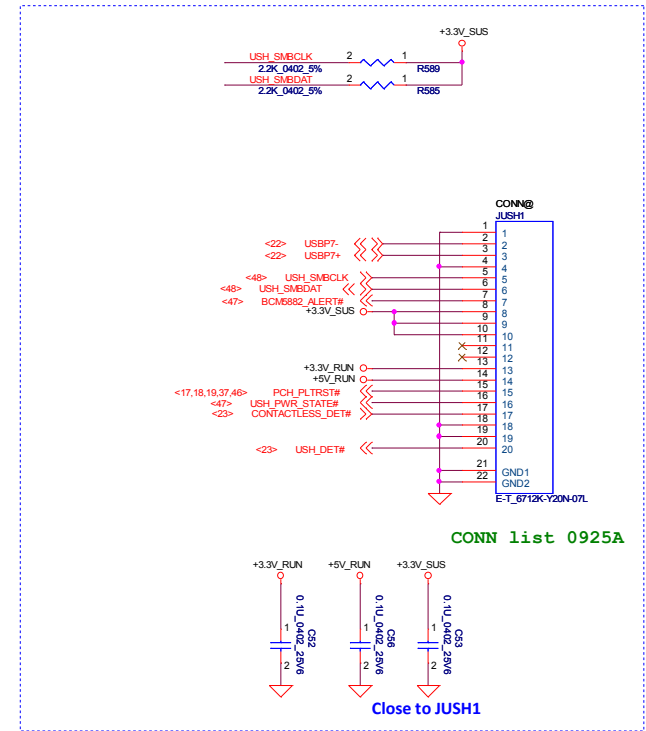 +3.3V_SUS
USH_SMBCLK 2 1
2.2K_0402_5% R589
USH_SMBDAT 2 1
2.2K_0402_5% R585
CONN@
JUSH1
1 1
<22> USBP7- 2 2
<22> USBP7+ 3 3
4 4
<48> USH_SMBCLK 5 5
<48> USH_SMBDAT 6 6
<47> BCM5882_ALERT# 7 7
+3.3V_SUS 8 8
9 9
10 10
11 11
12 12
+3.3V_RUN 13 13
+5V_RUN 14 14
<17,18,19,37,46> PCH_PLTRST# 15 15
<47> USH_PWR_STATE# 16 16
<23> CONTACTLESS_DET# 17 17
18 18
19 19
<23> USH_DET# 20 20
21 GND1
22 GND2
E-T_6712K-Y20N-07L
CONN list 0925A
+3.3V_RUN +5V_RUN +3.3V_SUS
1 2 0.1U_0402_25V6 C52
1 2 0.1U_0402_25V6 C56
1 2 0.1U_0402_25V6 C53
Close to JUSH1